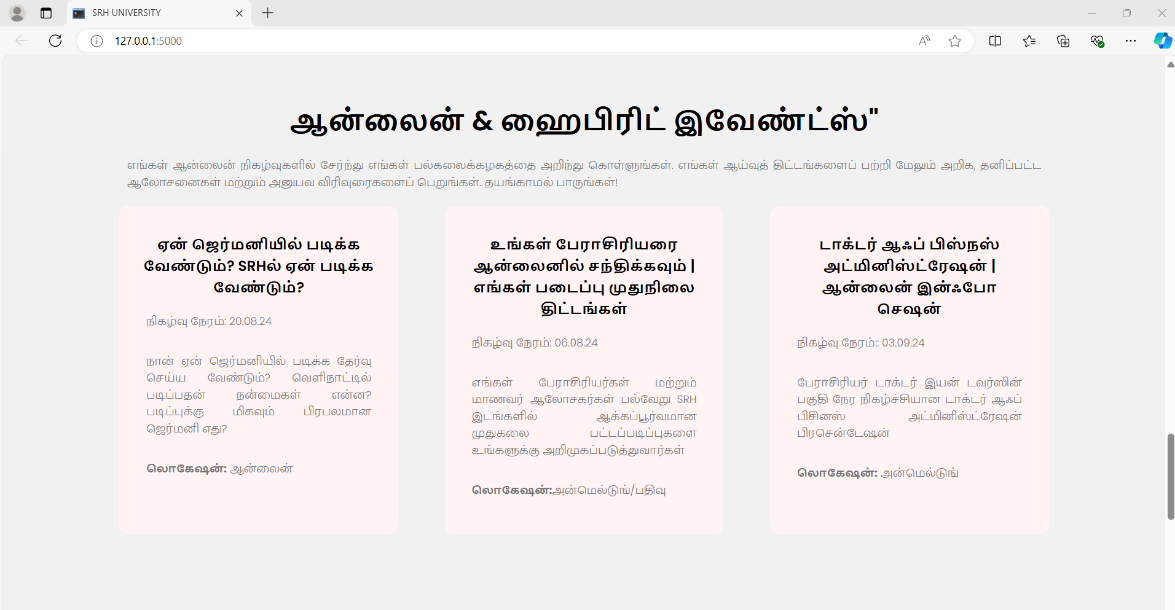 SRH UNIVERSITY
127.0.0.1:5000
ஆன்லைன் & ஹைபிரிட் இவேண்ட்ஸ்"
எங்கள் ஆன்லைன் நிகழ்வுகளில் சேர்ந்து எங்கள் பல்கலைக்கழகத்தை அறிந்து கொள்ளுங்கள். எங்கள் ஆய்வுத் திட்டங்களைப் பற்றி மேலும் அறிக, தனிப்பட்ட
ஆலோசனைகள் மற்றும் அனுபவ விரிவுரைகளைப் பெறுங்கள். தயங்காமல் பாருங்கள்!
ஏன் ஜெர்மனியில் படிக்க
வேண்டும்? SRHல் ஏன் படிக்க
வேண்டும்?
நிகழ்வு நேரம்: 20.08.24
நான் ஏன் ஜெர்மனியில் படிக்க தேர்வு
செய்ய வேண்டும்? வெளிநாட்டில்
படிப்பதன் நன்மைகள் என்ன?
படிப்புக்கு மிகவும் பிரபலமான
ஜெர்மனி எது?
லொகேஷன்: ஆன்லைன்
உங்கள் பேராசிரியரை
ஆன்லைனில் சந்திக்கவும் |
எங்கள் படைப்பு முதுநிலை
திட்டங்கள்
நிகழ்வு நேரம்: 06.08.24
எங்கள் பேராசிரியர்கள் மற்றும்
மாணவர் ஆலோசகர்கள் பல்வேறு SRH
இடங்களில் ஆக்கப்பூர்வமான
முதுகலை பட்டப்படிப்புகளை
உங்களுக்கு அறிமுகப்படுத்துவார்கள்
லொகேஷன்:அன்மெல்டுங்/பதிவு
டாக்டர் ஆஃப் பிஸ்நஸ்
அட்மினிஸ்ட்ரேஷன் |
ஆன்லைன் இன்ஃபோ
செஷன்
நிகழ்வு நேரம்:: 03.09.24
பேராசிரியர் டாக்டர் இயன் டவர்ஸின்
பகுதி நேர நிகழ்ச்சியான டாக்டர் ஆஃப்
பிசினஸ் அட்மினிஸ்ட்ரேஷன்
பிரசென்டேஷன்
லொகேஷன்: அன்மெல்டுங்